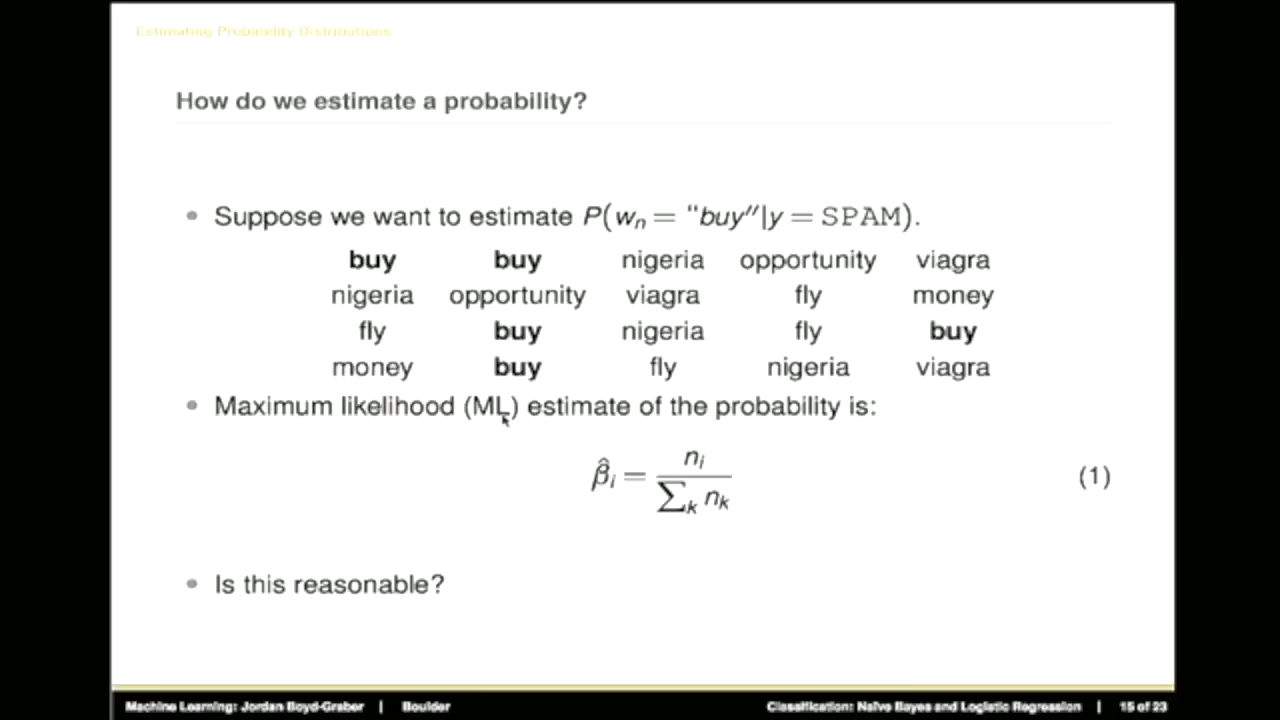 Estimating Probability Distributions
How do we estimate a probability?
• Suppose we want to estimate P(wₙ = "buy"|y = SPAM).
buy buy nigeria opportunity viagra
nigeria opportunity viagra fly money
fly buy nigeria fly buy
money buy fly nigeria viagra
• Maximum likelihood (ML) estimate of the probability is:
β̂ᵢ = nᵢ / ∑ₖ nₖ (1)
• Is this reasonable?
Machine Learning: Jordan Boyd-Graber | Boulder Classification: Naïve Bayes and Logistic Regression | 15 of 23